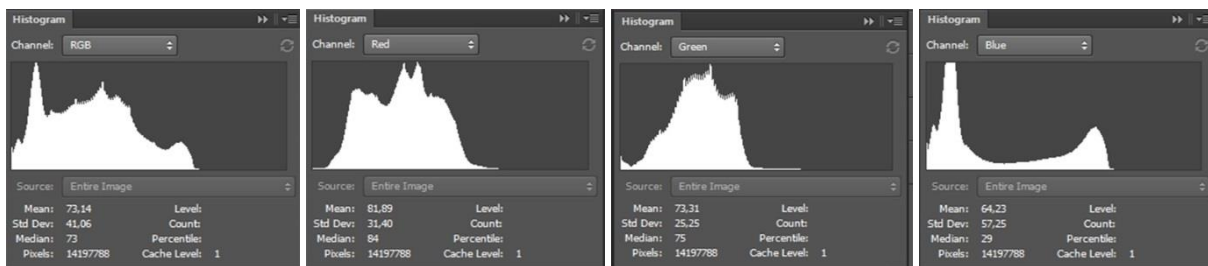 Histogram
Channel: RGB
Source: Entire Image
Mean: 73,14 Level:
Std Dev: 41,06 Count:
Median: 73 Percentile:
Pixels: 14197788 Cache Level: 1
Histogram
Channel: Red
Source: Entire Image
Mean: 81,89 Level:
Std Dev: 31,40 Count:
Median: 84 Percentile:
Pixels: 14197788 Cache Level: 1
Histogram
Channel: Green
Source: Entire Image
Mean: 73,31 Level:
Std Dev: 25,25 Count:
Median: 75 Percentile:
Pixels: 14197788 Cache Level: 1
Histogram
Channel: Blue
Source: Entire Image
Mean: 64,23 Level:
Std Dev: 57,25 Count:
Median: 29 Percentile:
Pixels: 14197788 Cache Level: 1